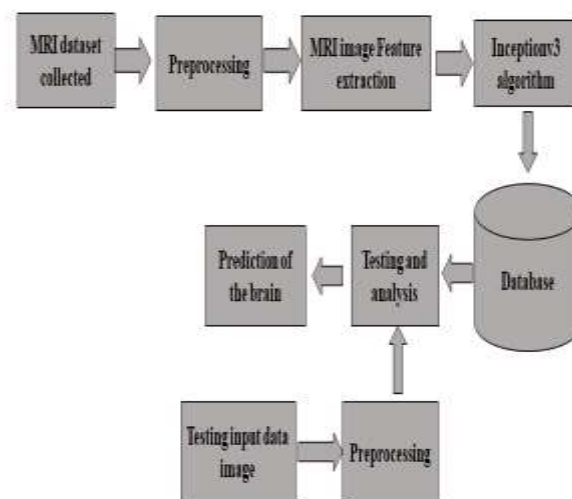 MRI dataset
collected
Preprocessing
MRI image Feature
extraction
Inceptionv3
algorithm
Prediction of
the brain
Testing and
analysis
Database
Testing input data
image
Preprocessing